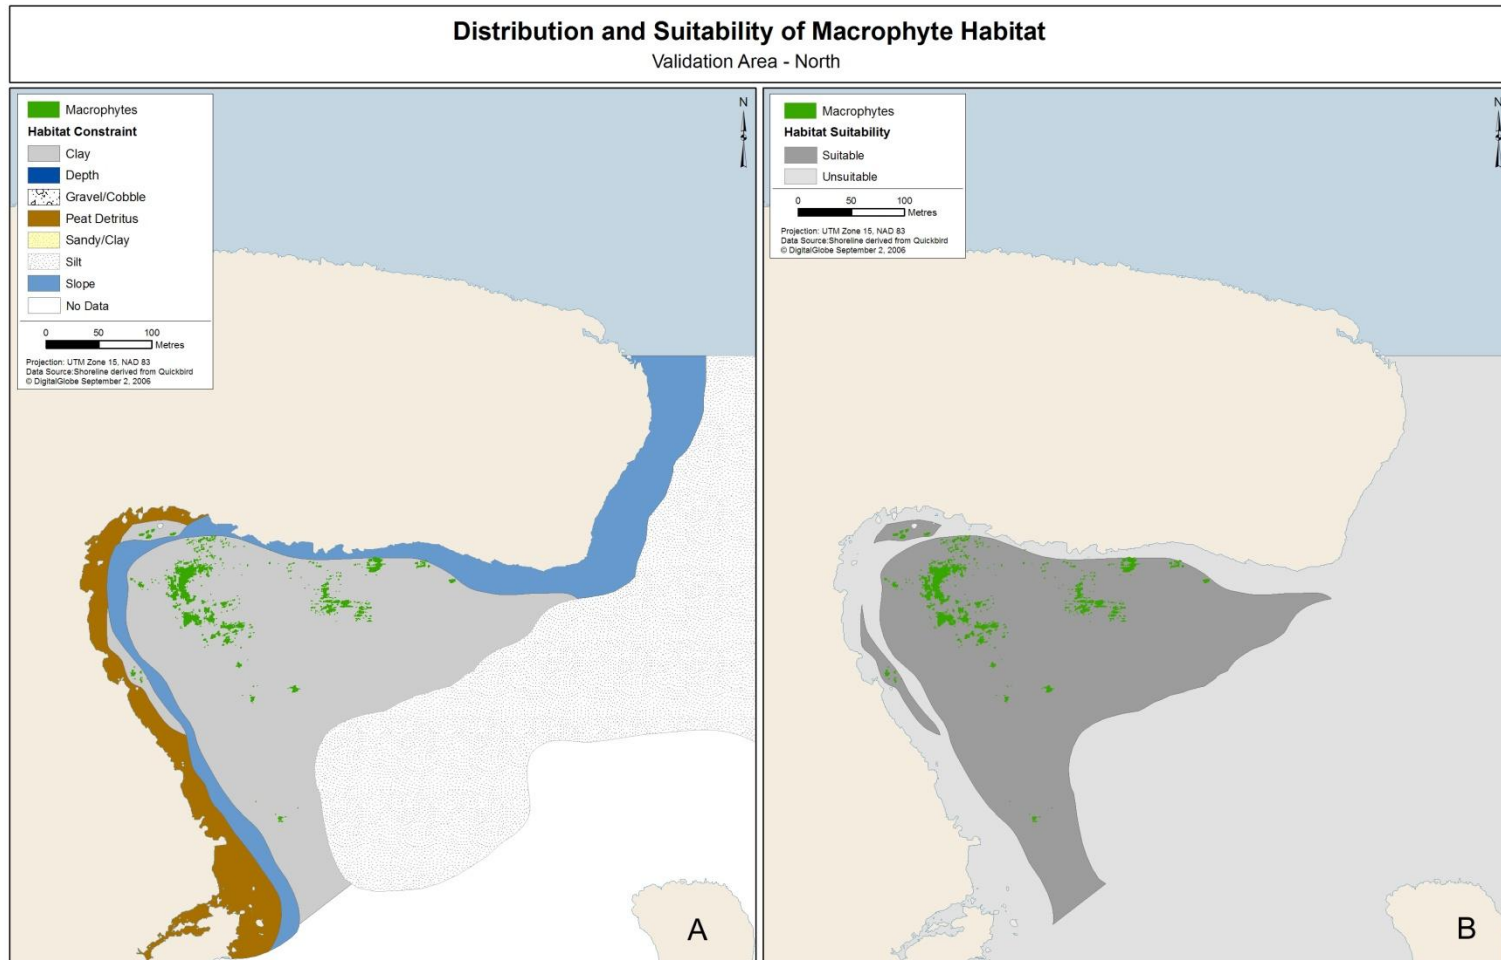 Distribution and Suitability of Macrophyte Habitat
Validation Area - North
Macrophytes
Habitat Constraint
Clay
Depth
Gravel/Cobble
Peat Detritus
Sandy/Clay
Silt
Slope
No Data
0 50 100
Metres
Projection: UTM Zone 15, NAD 83
Data Source:Shoreline derived from Quickbird
© DigitalGlobe September 2, 2006
N
A
Macrophytes
Habitat Suitability
Suitable
Unsuitable
0 50 100
Metres
Projection: UTM Zone 15, NAD 83
Data Source:Shoreline derived from Quickbird
© DigitalGlobe September 2, 2006
N
B